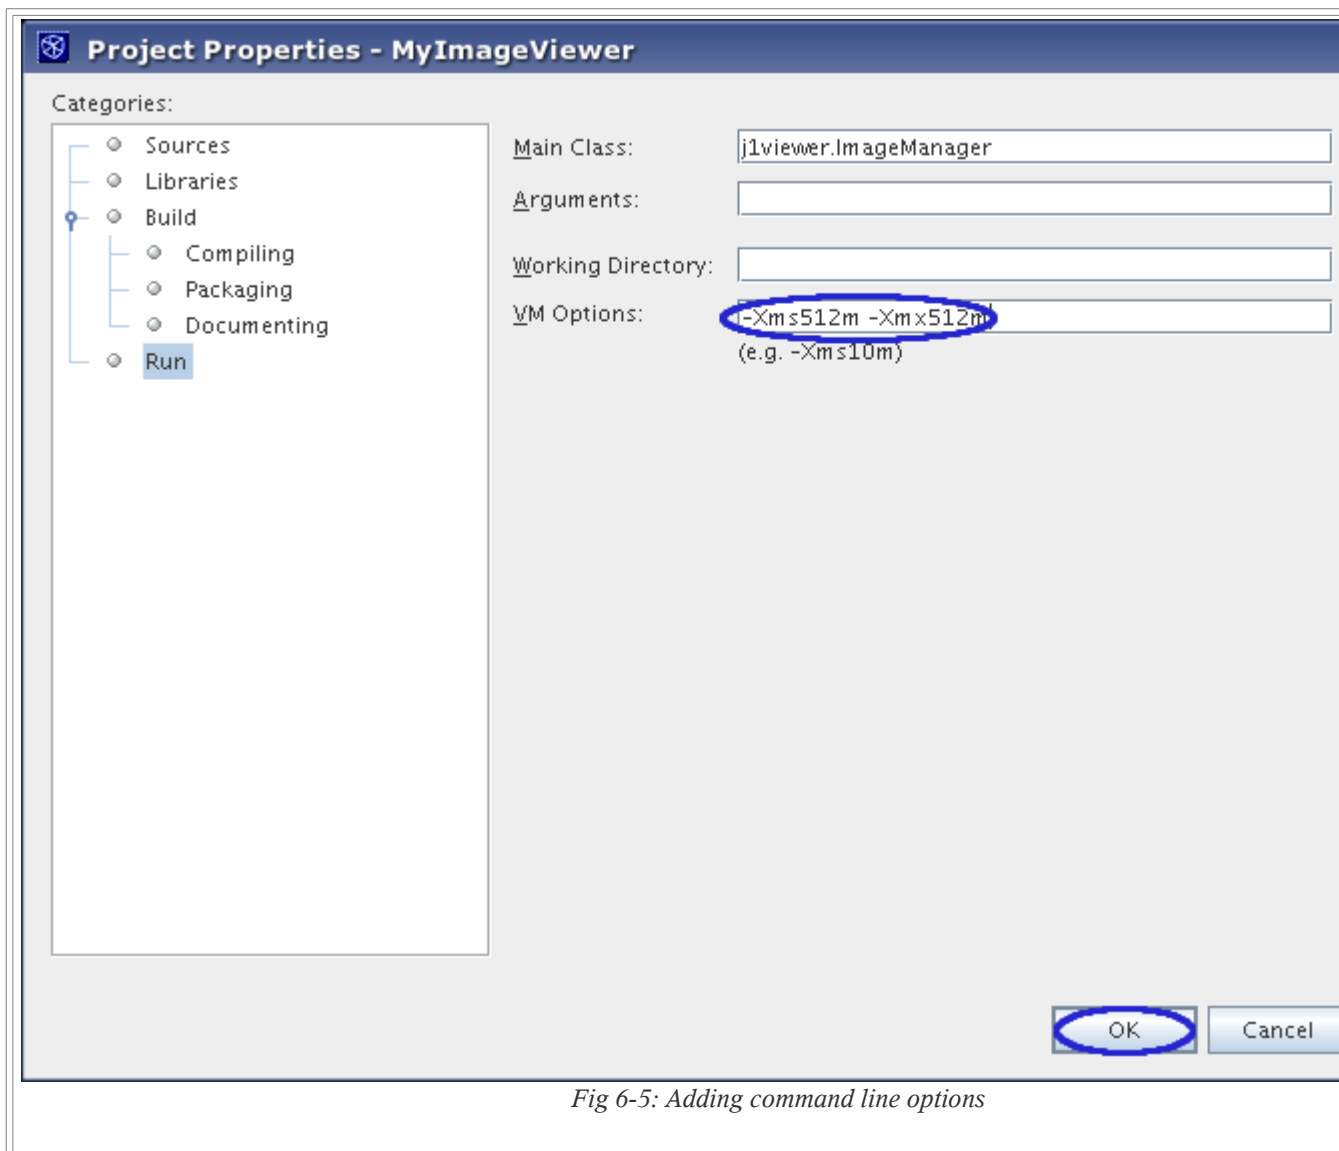 Project Properties - MyImageViewer
Categories:
Sources
Libraries
Build
Compiling
Packaging
Documenting
Run
Main Class: j1viewer.ImageManager
Arguments:
Working Directory:
VM Options: -Xms512m -Xmx512m
(e.g. -Xms10m)
OK Cancel
Fig 6-5: Adding command line options